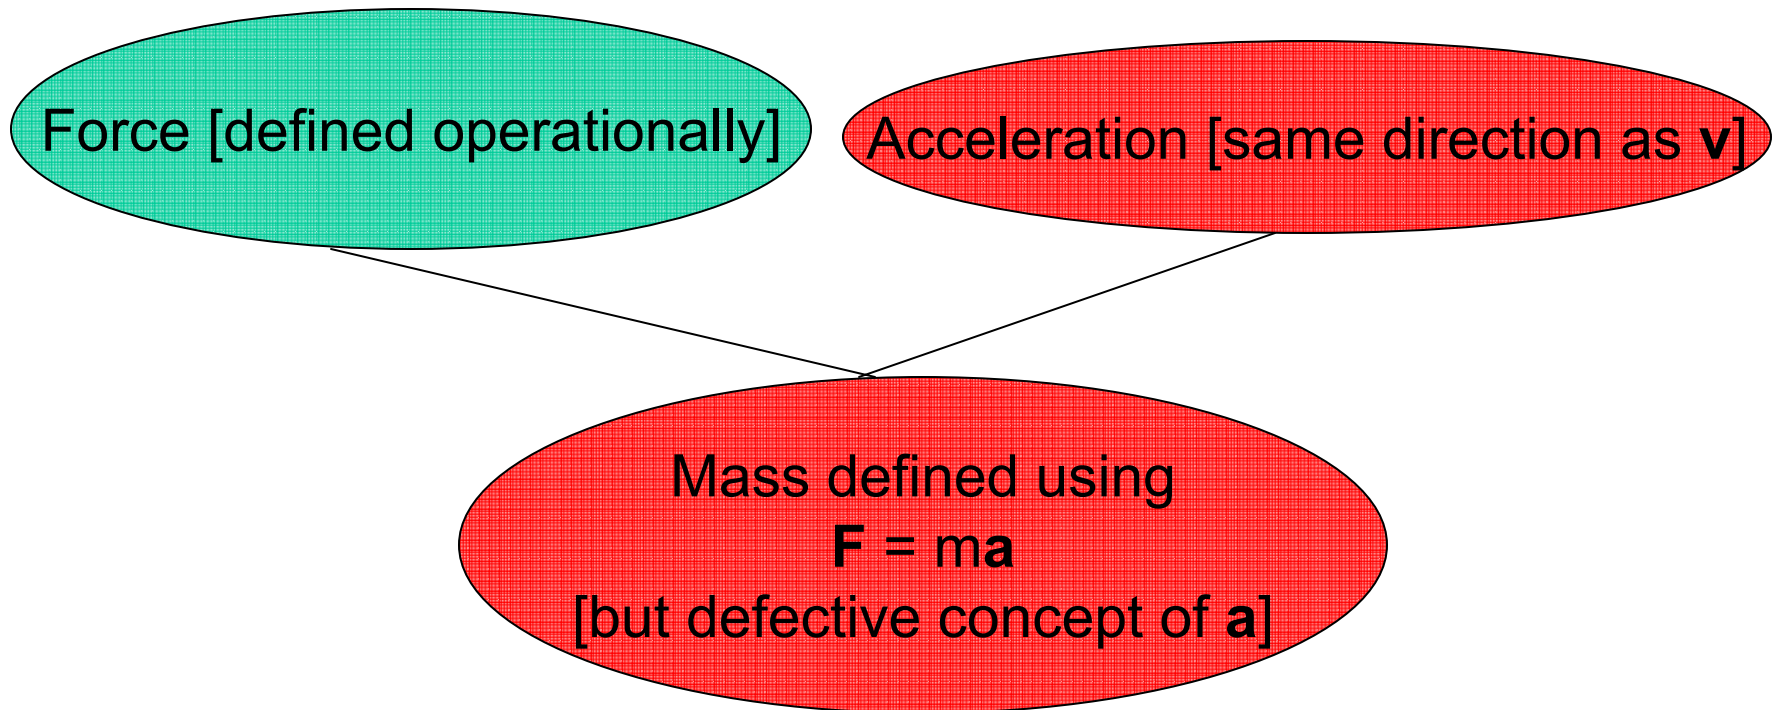 Force [defined operationally]
Acceleration [same direction as v]
Mass defined using
F = ma
[but defective concept of a]